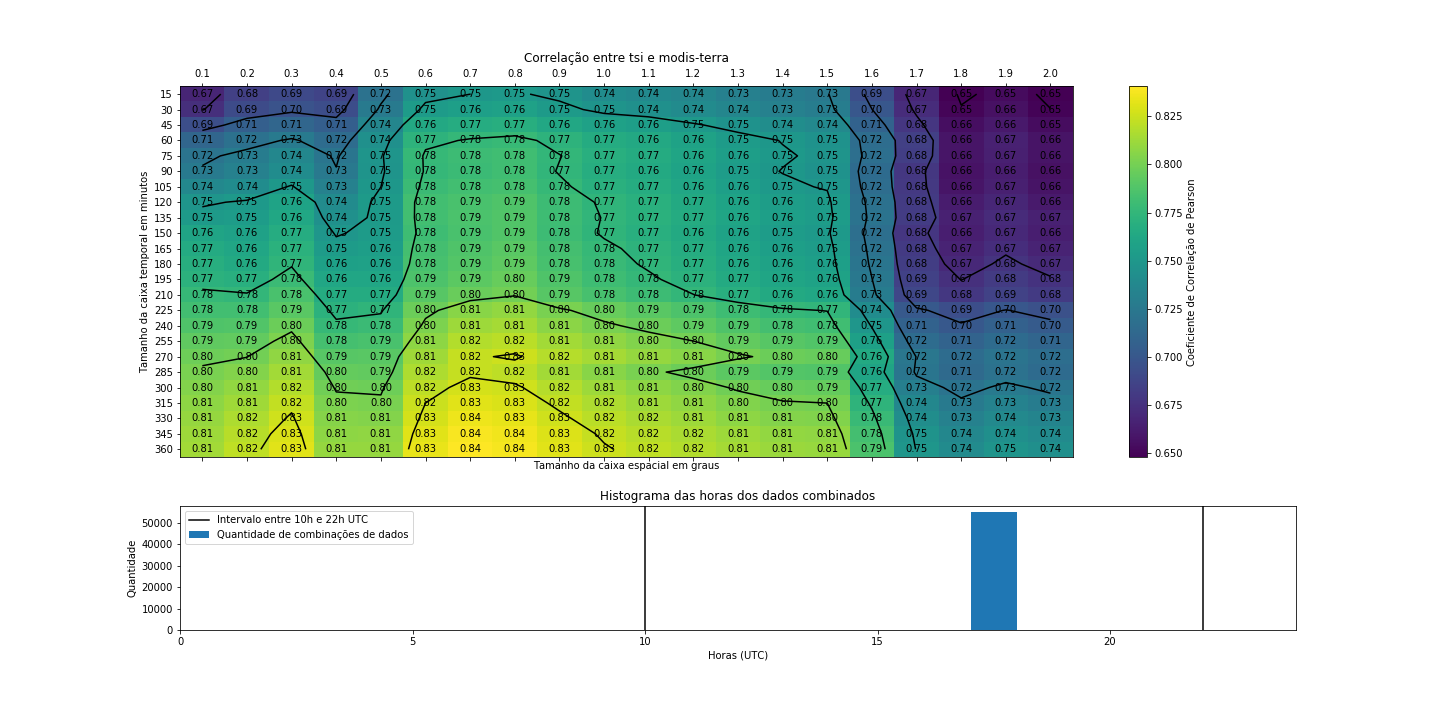 Correlação entre tsi e modis-terra
0.1 0.2 0.3 0.4 0.5 0.6 0.7 0.8 0.9 1.0 1.1 1.2 1.3 1.4 1.5 1.6 1.7 1.8 1.9 2.0
15 0.67 0.68 0.69 0.69 0.72 0.75 0.75 0.75 0.75 0.74 0.74 0.74 0.73 0.73 0.73 0.69 0.67 0.65 0.65 0.65
30 0.69 0.69 0.70 0.69 0.73 0.75 0.76 0.76 0.75 0.75 0.74 0.74 0.74 0.73 0.73 0.70 0.67 0.65 0.66 0.65
45 0.69 0.71 0.71 0.71 0.74 0.76 0.77 0.77 0.76 0.76 0.76 0.75 0.75 0.74 0.74 0.71 0.68 0.66 0.66 0.65
60 0.71 0.72 0.73 0.72 0.74 0.77 0.78 0.78 0.77 0.77 0.76 0.76 0.75 0.75 0.74 0.72 0.68 0.66 0.67 0.66
75 0.72 0.73 0.74 0.72 0.75 0.78 0.78 0.78 0.78 0.77 0.77 0.76 0.76 0.75 0.75 0.72 0.68 0.66 0.67 0.66
90 0.73 0.73 0.74 0.73 0.75 0.78 0.78 0.78 0.77 0.77 0.77 0.76 0.76 0.75 0.75 0.72 0.68 0.66 0.67 0.66
105 0.74 0.74 0.75 0.73 0.75 0.78 0.78 0.78 0.78 0.77 0.77 0.76 0.76 0.75 0.75 0.72 0.68 0.66 0.67 0.66
120 0.75 0.75 0.76 0.74 0.75 0.78 0.79 0.79 0.78 0.77 0.77 0.76 0.76 0.76 0.75 0.72 0.68 0.66 0.67 0.66
135 0.75 0.75 0.76 0.74 0.75 0.78 0.79 0.79 0.78 0.77 0.77 0.76 0.76 0.76 0.75 0.72 0.68 0.66 0.67 0.67
150 0.76 0.76 0.77 0.75 0.76 0.78 0.79 0.79 0.78 0.77 0.77 0.76 0.76 0.76 0.75 0.72 0.68 0.66 0.67 0.66
165 0.77 0.76 0.77 0.75 0.76 0.78 0.79 0.79 0.78 0.78 0.77 0.77 0.76 0.76 0.75 0.72 0.68 0.67 0.67 0.67
180 0.77 0.77 0.78 0.76 0.76 0.79 0.79 0.79 0.78 0.78 0.77 0.77 0.76 0.76 0.76 0.72 0.68 0.67 0.68 0.67
195 0.77 0.77 0.78 0.76 0.76 0.79 0.79 0.80 0.79 0.78 0.78 0.77 0.77 0.76 0.76 0.73 0.69 0.67 0.68 0.68
210 0.78 0.78 0.78 0.77 0.77 0.79 0.80 0.80 0.79 0.78 0.78 0.78 0.77 0.76 0.76 0.73 0.69 0.68 0.69 0.68
225 0.78 0.78 0.79 0.77 0.77 0.80 0.81 0.81 0.80 0.80 0.79 0.79 0.78 0.78 0.77 0.74 0.70 0.69 0.70 0.70
240 0.79 0.79 0.80 0.78 0.78 0.80 0.81 0.81 0.81 0.80 0.80 0.79 0.79 0.78 0.78 0.75 0.71 0.70 0.71 0.70
255 0.79 0.79 0.80 0.78 0.79 0.81 0.82 0.82 0.81 0.81 0.80 0.80 0.79 0.79 0.79 0.76 0.72 0.71 0.72 0.71
270 0.80 0.80 0.81 0.79 0.79 0.81 0.82 0.83 0.82 0.81 0.81 0.81 0.80 0.80 0.80 0.76 0.72 0.72 0.72 0.72
285 0.80 0.80 0.81 0.80 0.79 0.82 0.82 0.82 0.81 0.81 0.80 0.80 0.79 0.79 0.79 0.76 0.72 0.71 0.72 0.72
300 0.80 0.81 0.82 0.80 0.80 0.82 0.83 0.83 0.82 0.81 0.81 0.80 0.80 0.80 0.79 0.77 0.73 0.72 0.73 0.72
315 0.81 0.81 0.82 0.80 0.80 0.82 0.83 0.83 0.82 0.82 0.81 0.81 0.80 0.80 0.80 0.77 0.74 0.73 0.73 0.73
330 0.81 0.82 0.83 0.81 0.81 0.83 0.84 0.83 0.83 0.82 0.82 0.81 0.81 0.81 0.80 0.78 0.74 0.73 0.74 0.73
345 0.81 0.82 0.83 0.81 0.81 0.83 0.84 0.84 0.83 0.82 0.82 0.82 0.81 0.81 0.81 0.78 0.75 0.74 0.74 0.74
360 0.81 0.82 0.83 0.81 0.81 0.83 0.84 0.84 0.83 0.83 0.82 0.82 0.81 0.81 0.81 0.79 0.75 0.74 0.75 0.74
Tamanho da caixa temporal em minutos
Tamanho da caixa espacial em graus
0.825
0.800
0.775
0.750
0.725
0.700
0.675
0.650
Coeficiente de Correlação de Pearson
Histograma das horas dos dados combinados
Intervalo entre 10h e 22h UTC
Quantidade de combinações de dados
50000
40000
30000
20000
10000
0
Quantidade
0 5 10 15 20
Horas (UTC)